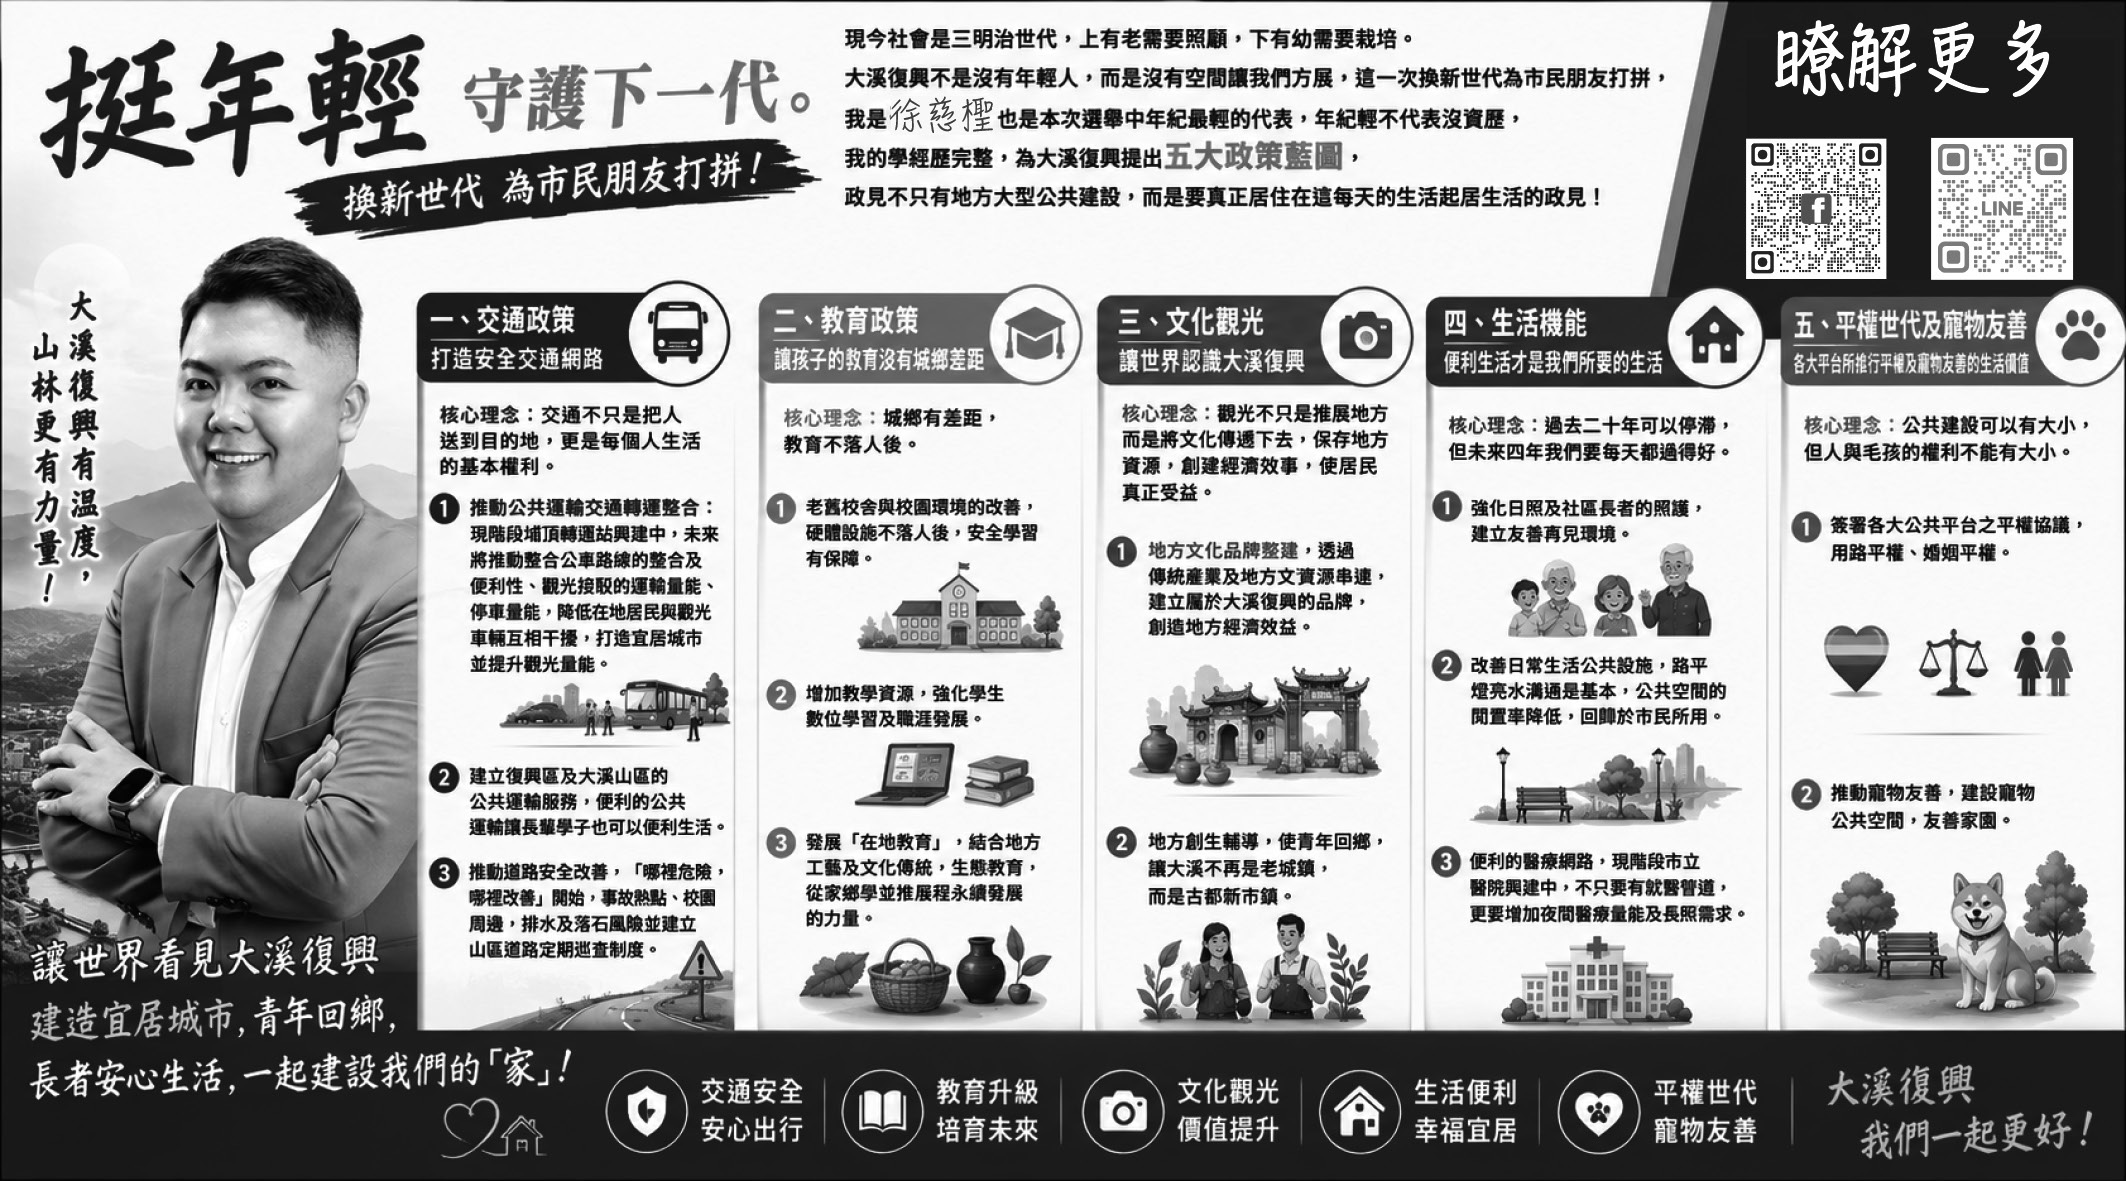 挺年輕 守護下一代。
換新世代 為市民朋友打拼！
現今社會是三明治世代，上有老需要照顧，下有幼需要栽培。
大溪復興不是沒有年輕人，而是沒有空間讓我們方展，這一次換新世代為市民朋友打拼，
我是徐慈檉也是本次選舉中年紀最輕的代表，年紀輕不代表沒資歷，
我的學經歷完整，為大溪復興提出五大政策藍圖，
政見不只有地方大型公共建設，而是要真正居住在這每天的生活起居生活的政見！
瞭解更多
LINE
大溪復興有溫度，
山林更有力量！
一、交通政策
打造安全交通網路
核心理念：交通不只是把人
送到目的地，更是每個人生活
的基本權利。
1 推動公共運輸交通轉運整合：
現階段埔頂轉運站興建中，未來
將推動整合公車路線的整合及
便利性、觀光接駁的運輸量能、
停車量能，降低在地居民與觀光
車輛互相干擾，打造宜居城市
並提升觀光量能。
2 建立復興區及大溪山區的
公共運輸服務，便利的公共
運輸讓長輩學子也可以便利生活。
3 推動道路安全改善，「哪裡危險，
哪裡改善」開始，事故熱點、校園
周邊，排水及落石風險並建立
山區道路定期巡查制度。
二、教育政策
讓孩子的教育沒有城鄉差距
核心理念：城鄉有差距，
教育不落人後。
1 老舊校舍與校園環境的改善，
硬體設施不落人後，安全學習
有保障。
2 增加教學資源，強化學生
數位學習及職涯發展。
3 發展「在地教育」，結合地方
工藝及文化傳統，生態教育，
從家鄉學並推展程永續發展
的力量。
三、文化觀光
讓世界認識大溪復興
核心理念：觀光不只是推展地方
而是將文化傳遞下去，保存地方
資源，創建經濟效事，使居民
真正受益。
1 地方文化品牌整建，透過
傳統產業及地方文資源串連，
建立屬於大溪復興的品牌，
創造地方經濟效益。
2 地方創生輔導，使青年回鄉，
讓大溪不再是老城鎮，
而是古都新市鎮。
四、生活機能
便利生活才是我們所要的生活
核心理念：過去二十年可以停滯，
但未來四年我們要每天都過得好。
1 強化日照及社區長者的照護，
建立友善再見環境。
2 改善日常生活公共設施，路平
燈亮水溝通是基本，公共空間的
閒置率降低，回歸於市民所用。
3 便利的醫療網路，現階段市立
醫院興建中，不只要有就醫管道，
更要增加夜間醫療量能及長照需求。
五、平權世代及寵物友善
各大平台所推行平權及寵物友善的生活價值
核心理念：公共建設可以有大小，
但人與毛孩的權利不能有大小。
1 簽署各大公共平台之平權協議，
用路平權、婚姻平權。
2 推動寵物友善，建設寵物
公共空間，友善家園。
讓世界看見大溪復興
建造宜居城市，青年回鄉，
長者安心生活，一起建設我們的「家」！
交通安全
安心出行
教育升級
培育未來
文化觀光
價值提升
生活便利
幸福宜居
平權世代
寵物友善
大溪復興
我們一起更好！